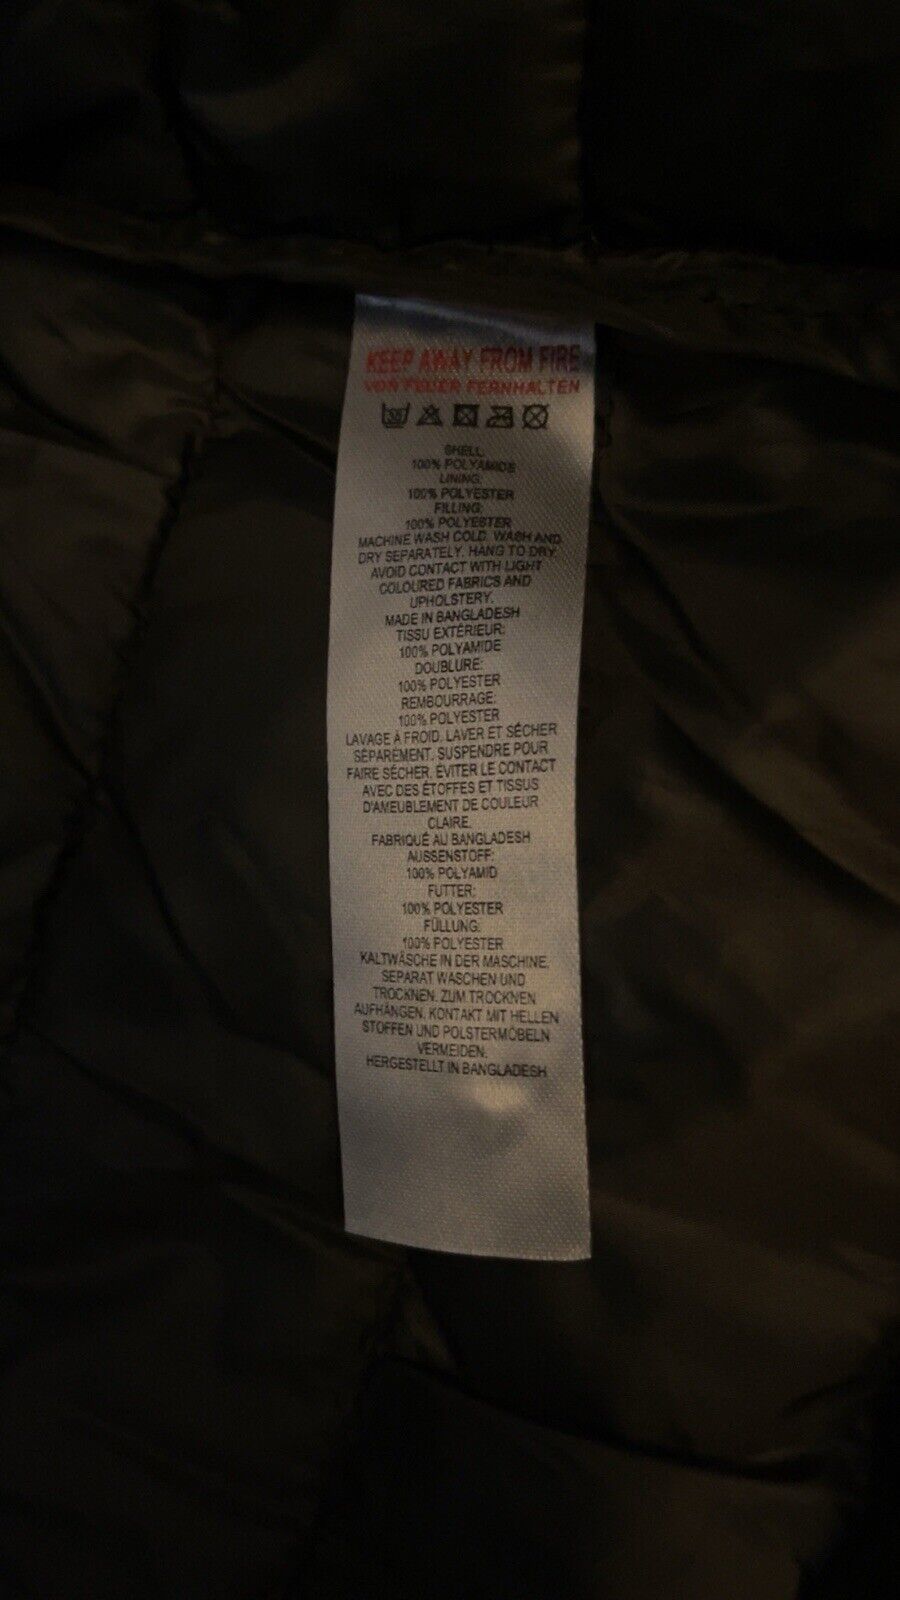 KEEP AWAY FROM FIRE
VON FEUER FERNHALTEN
30
SHELL:
100% POLYAMIDE
LINING:
100% POLYESTER
FILLING:
100% POLYESTER
MACHINE WASH COLD. WASH AND
DRY SEPARATELY. HANG TO DRY.
AVOID CONTACT WITH LIGHT
COLOURED FABRICS AND
UPHOLSTERY.
MADE IN BANGLADESH
TISSU EXTÉRIEUR:
100% POLYAMIDE
DOUBLURE:
100% POLYESTER
REMBOURRAGE:
100% POLYESTER
LAVAGE À FROID. LAVER ET SÉCHER
SÉPAREMENT. SUSPENDRE POUR
FAIRE SÉCHER. ÉVITER LE CONTACT
AVEC DES ÉTOFFES ET TISSUS
D'AMEUBLEMENT DE COULEUR
CLAIRE.
FABRIQUÉ AU BANGLADESH
AUSSENSTOFF:
100% POLYAMID
FUTTER:
100% POLYESTER
FÜLLUNG:
100% POLYESTER
KALTWÄSCHE IN DER MASCHINE.
SEPARAT WASCHEN UND
TROCKNEN. ZUM TROCKNEN
AUFHÄNGEN. KONTAKT MIT HELLEN
STOFFEN UND POLSTERMÖBELN
VERMEIDEN.
HERGESTELLT IN BANGLADESH